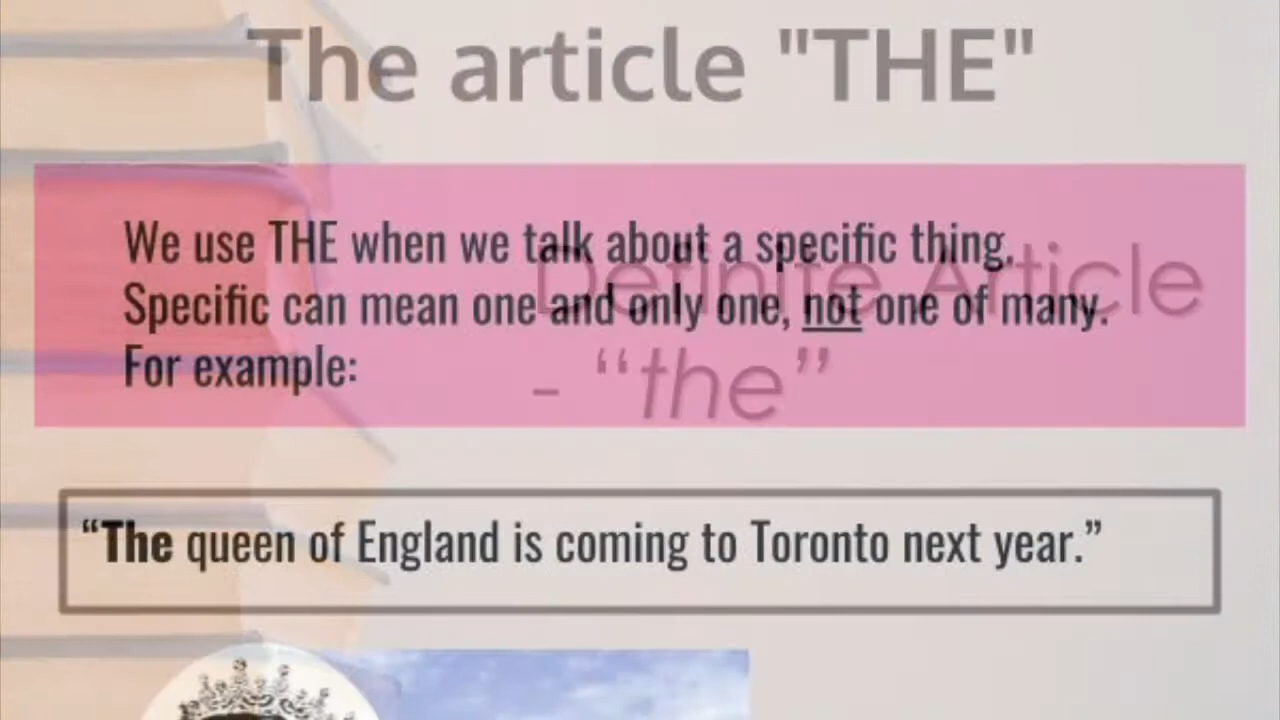 The article "THE"
We use THE when we talk about a specific thing.
Specific can mean one and only one, not one of many.
For example:
Definite Article
- “the”
“The queen of England is coming to Toronto next year.”